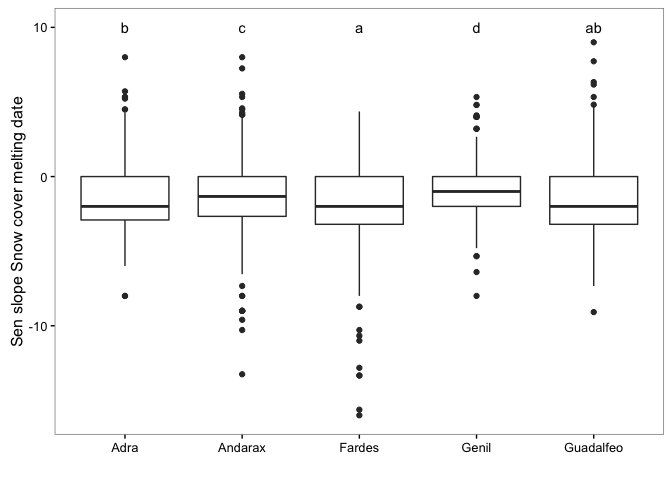 10
b c a d ab
0
-10
Sen slope Snow cover melting date
Adra Andarax Fardes Genil Guadalfeo